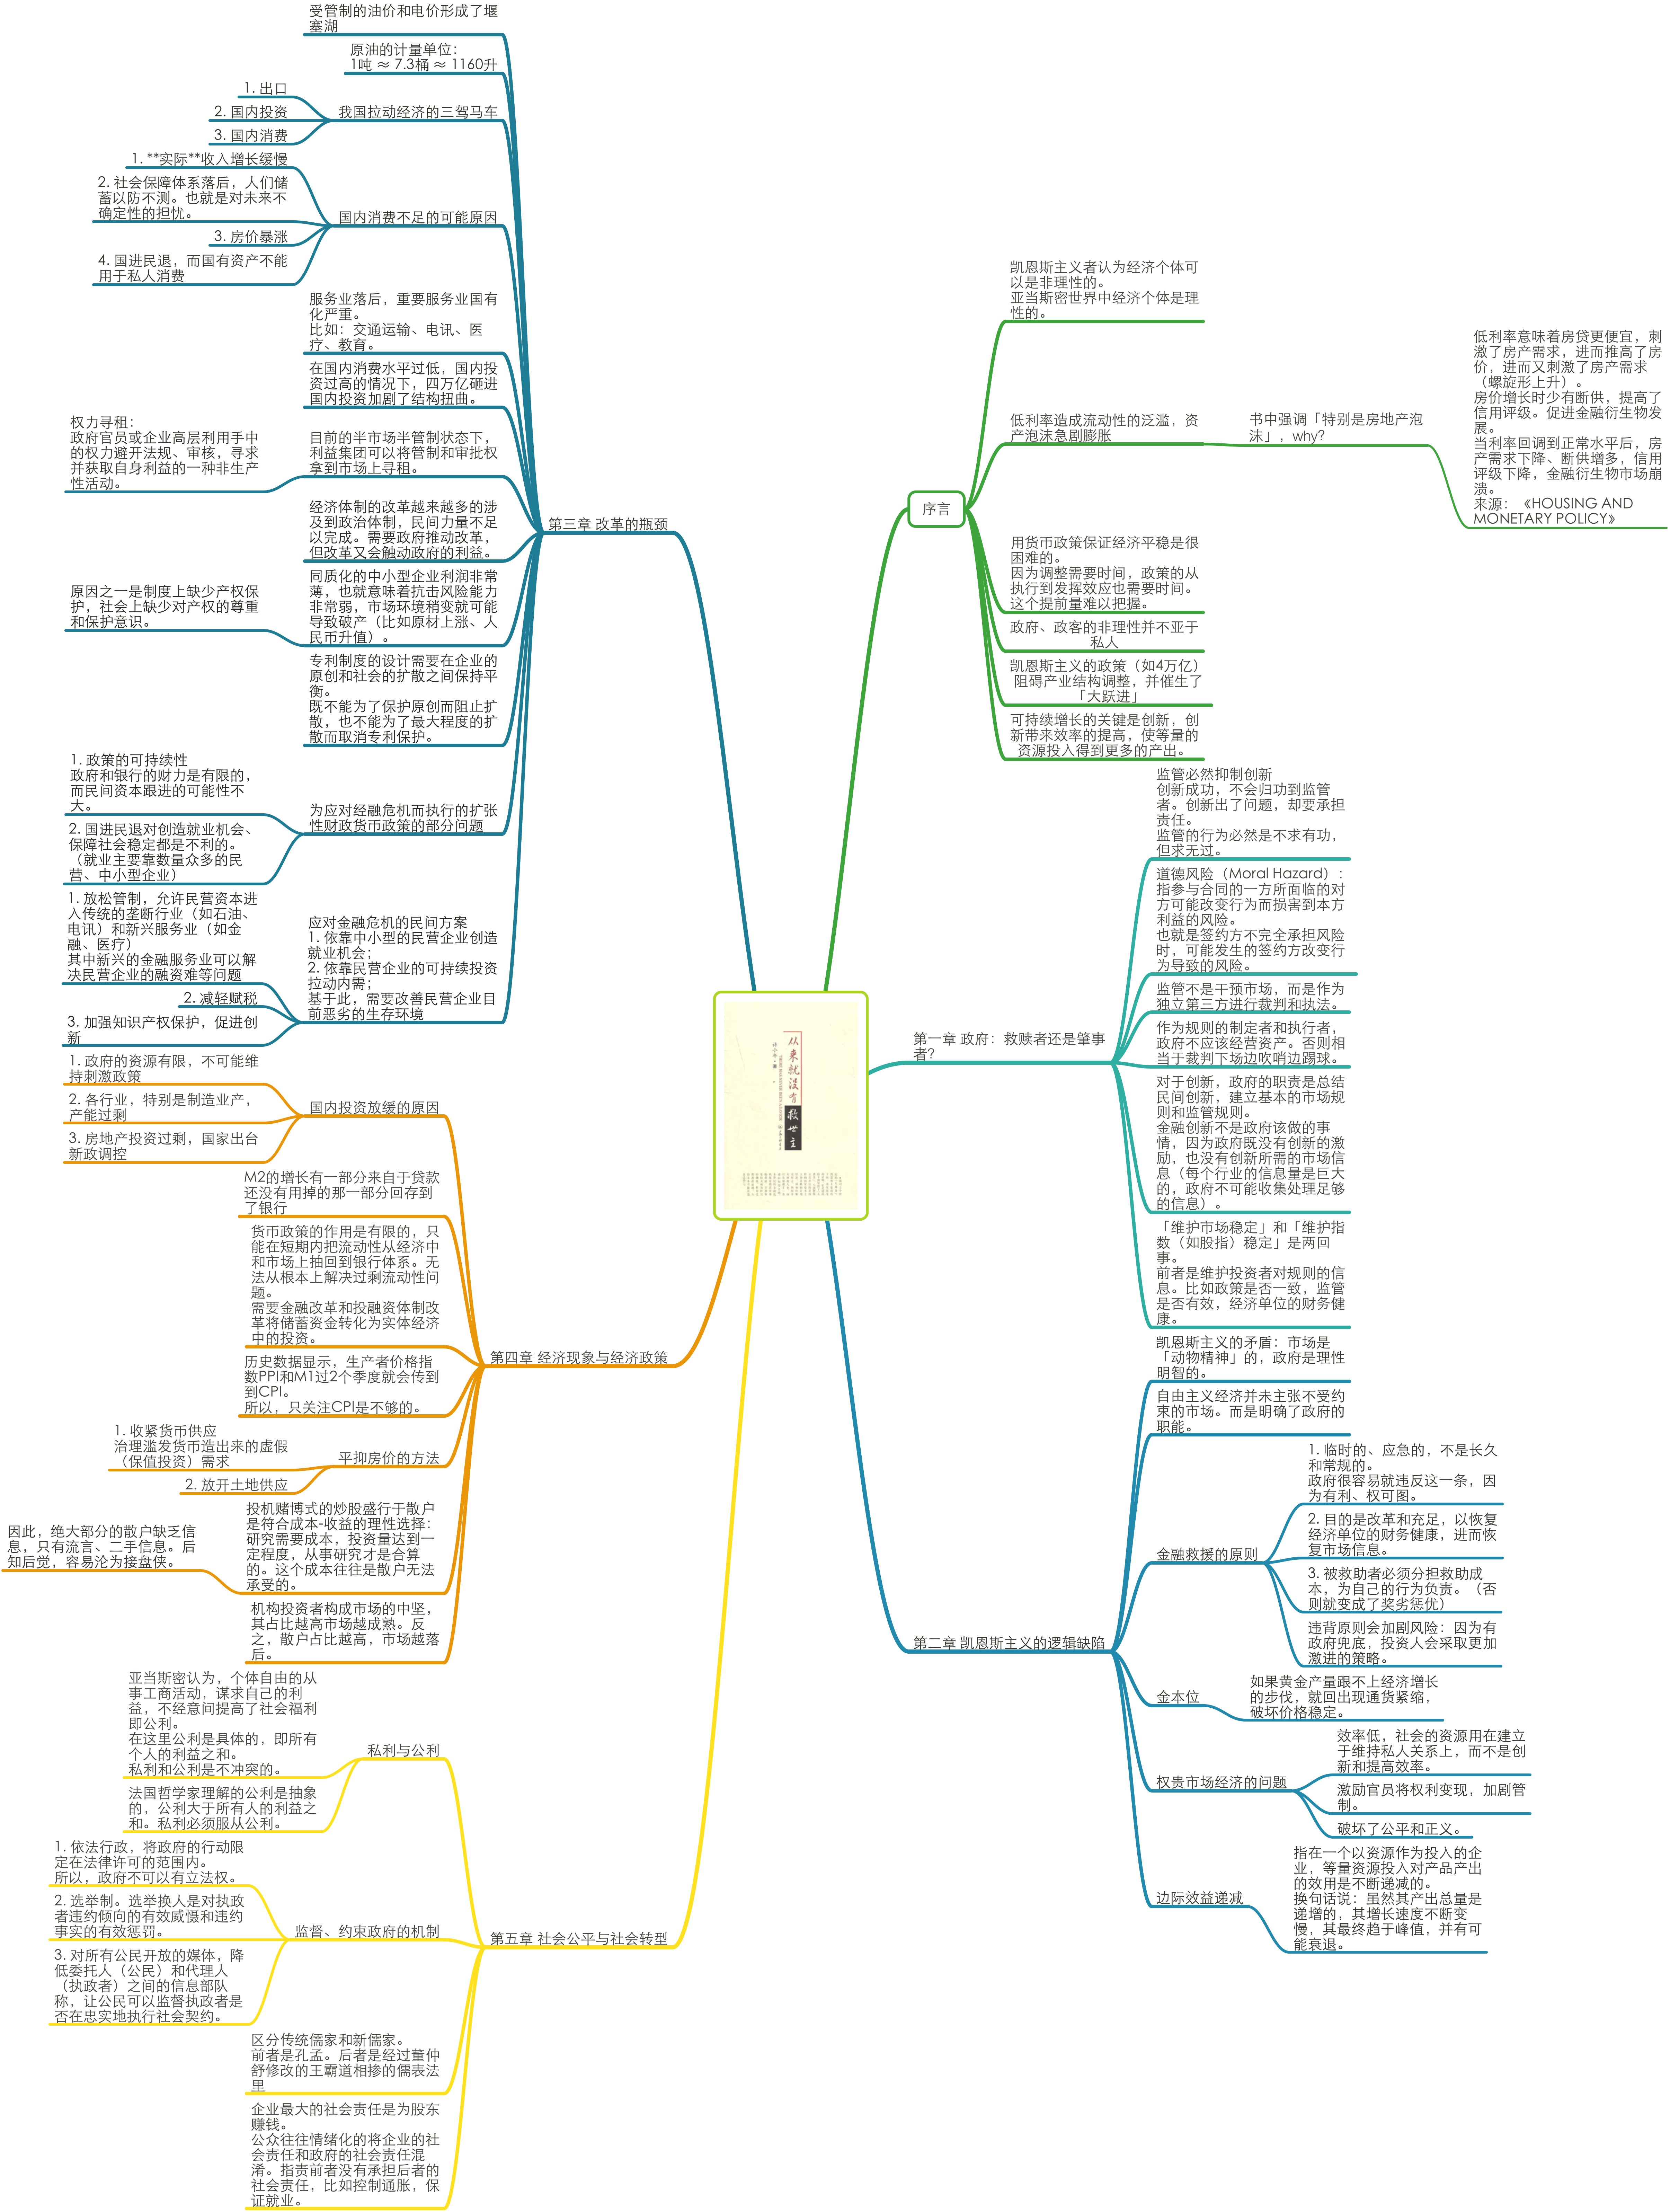 从来就没有
救世主
序言
凯恩斯主义者认为经济个体可
以是非理性的。
亚当斯密世界中经济个体是理
性的。
低利率造成流动性的泛滥，资
产泡沫急剧膨胀
书中强调「特别是房地产泡
沫」，why?
低利率意味着房贷更便宜，刺
激了房产需求，进而推高了房
价，进而又刺激了房产需求
（螺旋形上升）。
房价增长时少有断供，提高了
信用评级。促进金融衍生物发
展。
当利率回调到正常水平后，房
产需求下降、断供增多，信用
评级下降，金融衍生物市场崩
溃。
来源：《HOUSING AND
MONETARY POLICY》
用货币政策保证经济平稳是很
困难的。
因为调整需要时间，政策的从
执行到发挥效应也需要时间。
这个提前量难以把握。
政府、政客的非理性并不亚于
私人
凯恩斯主义的政策（如4万亿）
阻碍产业结构调整，并催生了
「大跃进」
可持续增长的关键是创新，创
新带来效率的提高，使等量的
资源投入得到更多的产出。
第一章 政府：救赎者还是肇事
者？
监管必然抑制创新
创新成功，不会归功到监管
者。创新出了问题，却要承担
责任。
监管的行为必然是不求有功，
但求无过。
道德风险（Moral Hazard）：
指参与合同的一方所面临的对
方可能改变行为而损害到本方
利益的风险。
也就是签约方不完全承担风险
时，可能发生的签约方改变行
为导致的风险。
监管不是干预市场，而是作为
独立第三方进行裁判和执法。
作为规则的制定者和执行者，
政府不应该经营资产。否则相
当于裁判下场边吹哨边踢球。
对于创新，政府的职责是总结
民间创新，建立基本的市场规
则和监管规则。
金融创新不是政府该做的事
情，因为政府既没有创新的激
励，也没有创新所需的市场信
息（每个行业的信息量是巨大
的，政府不可能收集处理足够
的信息）。
「维护市场稳定」和「维护指
数（如股指）稳定」是两回
事。
前者是维护投资者对规则的信
息。比如政策是否一致，监管
是否有效，经济单位的财务健
康。
第二章 凯恩斯主义的逻辑缺陷
凯恩斯主义的矛盾：市场是
「动物精神」的，政府是理性
明智的。
自由主义经济并未主张不受约
束的市场。而是明确了政府的
职能。
金融救援的原则
1. 临时的、应急的，不是长久
和常规的。
政府很容易就违反这一条，因
为有利、权可图。
2. 目的是改革和充足，以恢复
经济单位的财务健康，进而恢
复市场信息。
3. 被救助者必须分担救助成
本，为自己的行为负责。（否
则就变成了奖劣惩优）
违背原则会加剧风险：因为有
政府兜底，投资人会采取更加
激进的策略。
金本位
如果黄金产量跟不上经济增长
的步伐，就回出现通货紧缩，
破坏价格稳定。
权贵市场经济的问题
效率低，社会的资源用在建立
于维持私人关系上，而不是创
新和提高效率。
激励官员将权利变现，加剧管
制。
破坏了公平和正义。
边际效益递减
指在一个以资源作为投入的企
业，等量资源投入对产品产出
的效用是不断递减的。
换句话说：虽然其产出总量是
递增的，其增长速度不断变
慢，其最终趋于峰值，并有可
能衰退。
第三章 改革的瓶颈
受管制的油价和电价形成了堰
塞湖
原油的计量单位：
1吨 ≈ 7.3桶 ≈ 1160升
我国拉动经济的三驾马车
1. 出口
2. 国内投资
3. 国内消费
国内消费不足的可能原因
1. **实际**收入增长缓慢
2. 社会保障体系落后，人们储
蓄以防不测。也就是对未来不
确定性的担忧。
3. 房价暴涨
4. 国进民退，而国有资产不能
用于私人消费
服务业落后，重要服务业国有
化严重。
比如：交通运输、电讯、医
疗、教育。
在国内消费水平过低，国内投
资过高的情况下，四万亿砸进
国内投资加剧了结构扭曲。
目前的半市场半管制状态下，
利益集团可以将管制和审批权
拿到市场上寻租。
权力寻租：
政府官员或企业高层利用手中
的权力避开法规、审核，寻求
并获取自身利益的一种非生产
性活动。
经济体制的改革越来越多的涉
及到政治体制，民间力量不足
以完成。需要政府推动改革，
但改革又会触动政府的利益。
同质化的中小型企业利润非常
薄，也就意味着抗击风险能力
非常弱，市场环境稍变就可能
导致破产（比如原材上涨、人
民币升值）。
原因之一是制度上缺少产权保
护，社会上缺少对产权的尊重
和保护意识。
专利制度的设计需要在企业的
原创和社会的扩散之间保持平
衡。
既不能为了保护原创而阻止扩
散，也不能为了最大程度的扩
散而取消专利保护。
为应对经融危机而执行的扩张
性财政货币政策的部分问题
1. 政策的可持续性
政府和银行的财力是有限的，
而民间资本跟进的可能性不
大。
2. 国进民退对创造就业机会、
保障社会稳定都是不利的。
（就业主要靠数量众多的民
营、中小型企业）
应对金融危机的民间方案
1. 依靠中小型的民营企业创造
就业机会；
2. 依靠民营企业的可持续投资
拉动内需；
基于此，需要改善民营企业目
前恶劣的生存环境
1. 放松管制，允许民营资本进
入传统的垄断行业（如石油、
电讯）和新兴服务业（如金
融、医疗）
其中新兴的金融服务业可以解
决民营企业的融资难等问题
2. 减轻赋税
3. 加强知识产权保护，促进创
新
第四章 经济现象与经济政策
国内投资放缓的原因
1. 政府的资源有限，不可能维
持刺激政策
2. 各行业，特别是制造业产，
产能过剩
3. 房地产投资过剩，国家出台
新政调控
M2的增长有一部分来自于贷款
还没有用掉的那一部分回存到
了银行
货币政策的作用是有限的，只
能在短期内把流动性从经济中
和市场上抽回到银行体系。无
法从根本上解决过剩流动性问
题。
需要金融改革和投融资体制改
革将储蓄资金转化为实体经济
中的投资。
历史数据显示，生产者价格指
数PPI和M1过2个季度就会传到
到CPI。
所以，只关注CPI是不够的。
平抑房价的方法
1. 收紧货币供应
治理滥发货币造出来的虚假
（保值投资）需求
2. 放开土地供应
投机赌博式的炒股盛行于散户
是符合成本-收益的理性选择：
研究需要成本，投资量达到一
定程度，从事研究才是合算
的。这个成本往往是散户无法
承受的。
因此，绝大部分的散户缺乏信
息，只有流言、二手信息。后
知后觉，容易沦为接盘侠。
机构投资者构成市场的中坚，
其占比越高市场越成熟。反
之，散户占比越高，市场越落
后。
第五章 社会公平与社会转型
私利与公利
亚当斯密认为，个体自由的从
事工商活动，谋求自己的利
益，不经意间提高了社会福利
即公利。
在这里公利是具体的，即所有
个人的利益之和。
私利和公利是不冲突的。
法国哲学家理解的公利是抽象
的，公利大于所有人的利益之
和。私利必须服从公利。
监督、约束政府的机制
1. 依法行政，将政府的行动限
定在法律许可的范围内。
所以，政府不可以有立法权。
2. 选举制。选举换人是对执政
者违约倾向的有效威慑和违约
事实的有效惩罚。
3. 对所有公民开放的媒体，降
低委托人（公民）和代理人
（执政者）之间的信息部队
称，让公民可以监督执政者是
否在忠实地执行社会契约。
区分传统儒家和新儒家。
前者是孔孟。后者是经过董仲
舒修改的王霸道相掺的儒表法
里
企业最大的社会责任是为股东
赚钱。
公众往往情绪化的将企业的社
会责任和政府的社会责任混
淆。指责前者没有承担后者的
社会责任，比如控制通胀，保
证就业。